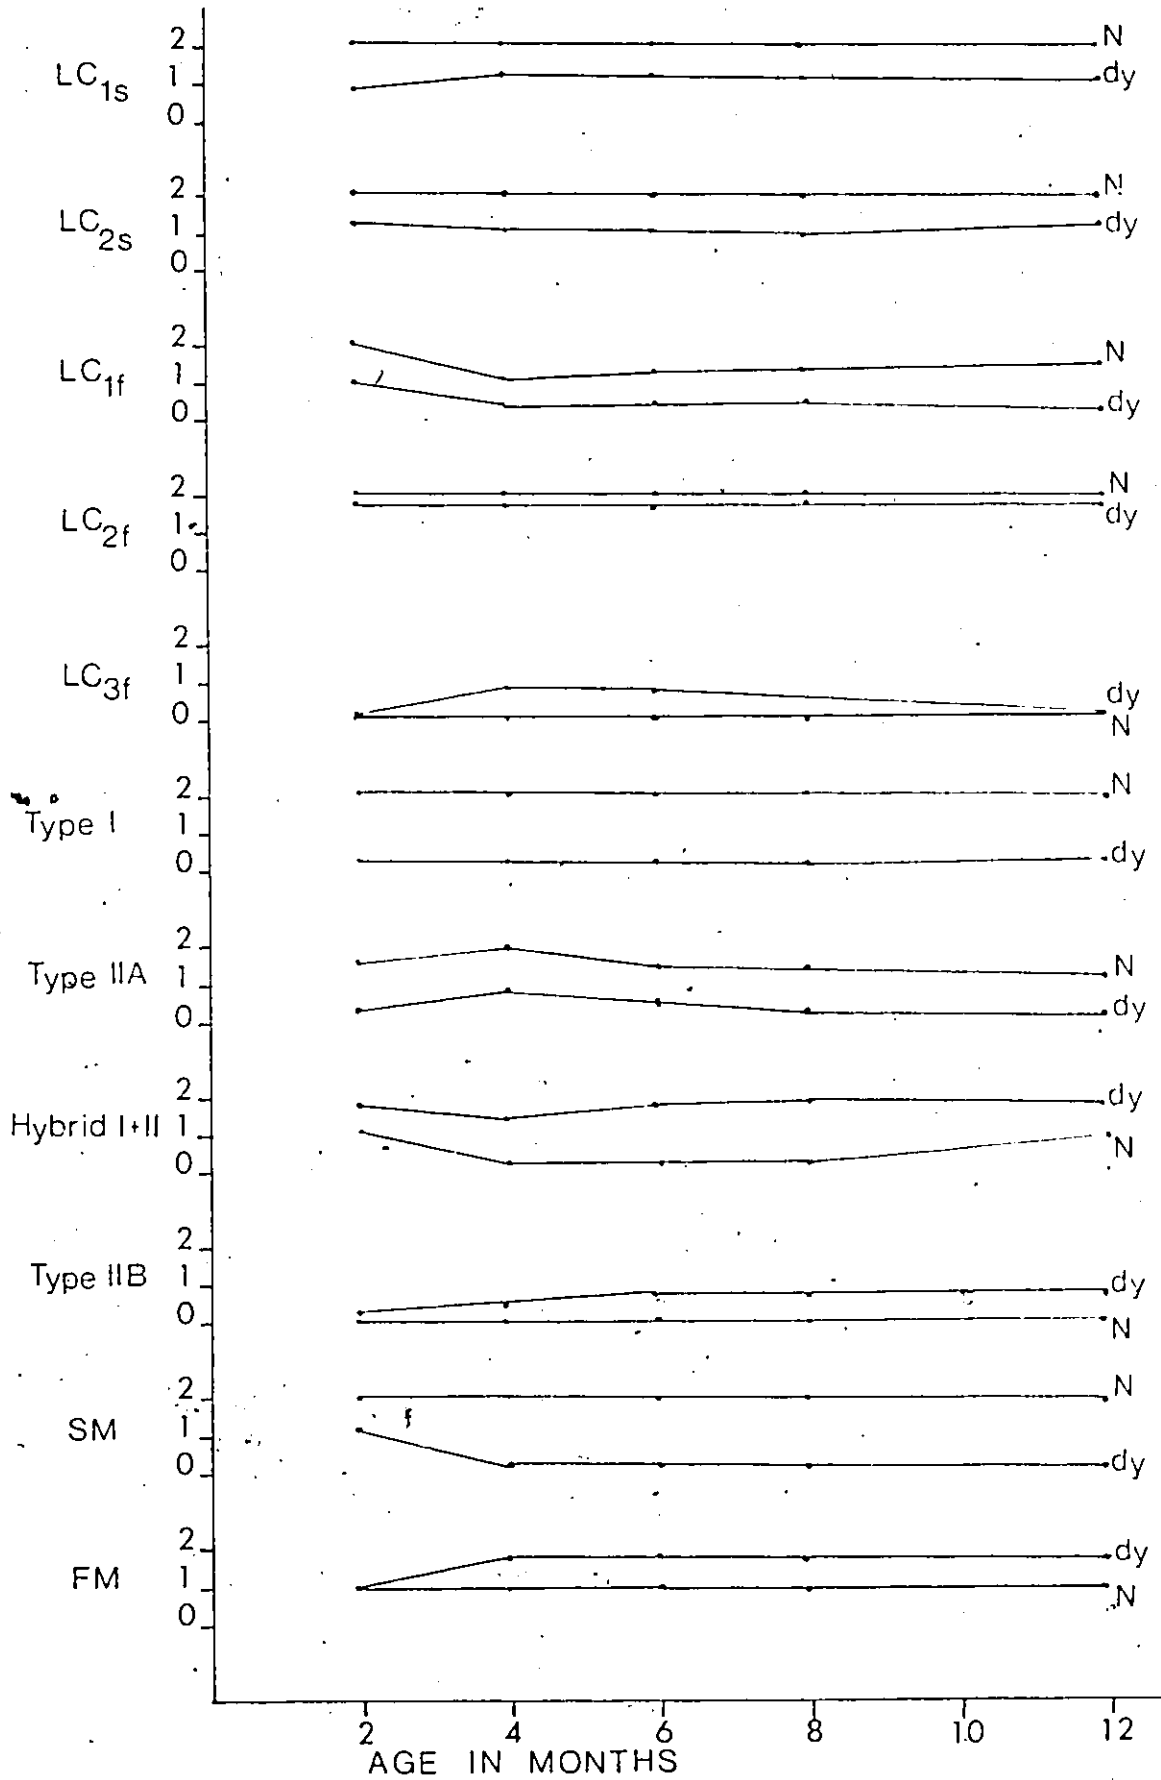 2 N
LC1s 1 dy
0
2 N
LC2s 1 dy
0
2 N
LC1f 1 dy
0
2 N
LC2f 1 dy
0
2
LC3f 1 dy
0 N
2 N
Type I 1
0 dy
2
Type IIA 1 N
0 dy
2 dy
Hybrid I+II 1 N
0
2
Type IIB 1 dy
0 N
2 N
SM 1
0 dy
2 dy
FM 1 N
0
2 4 6 8 10 12
AGE IN MONTHS